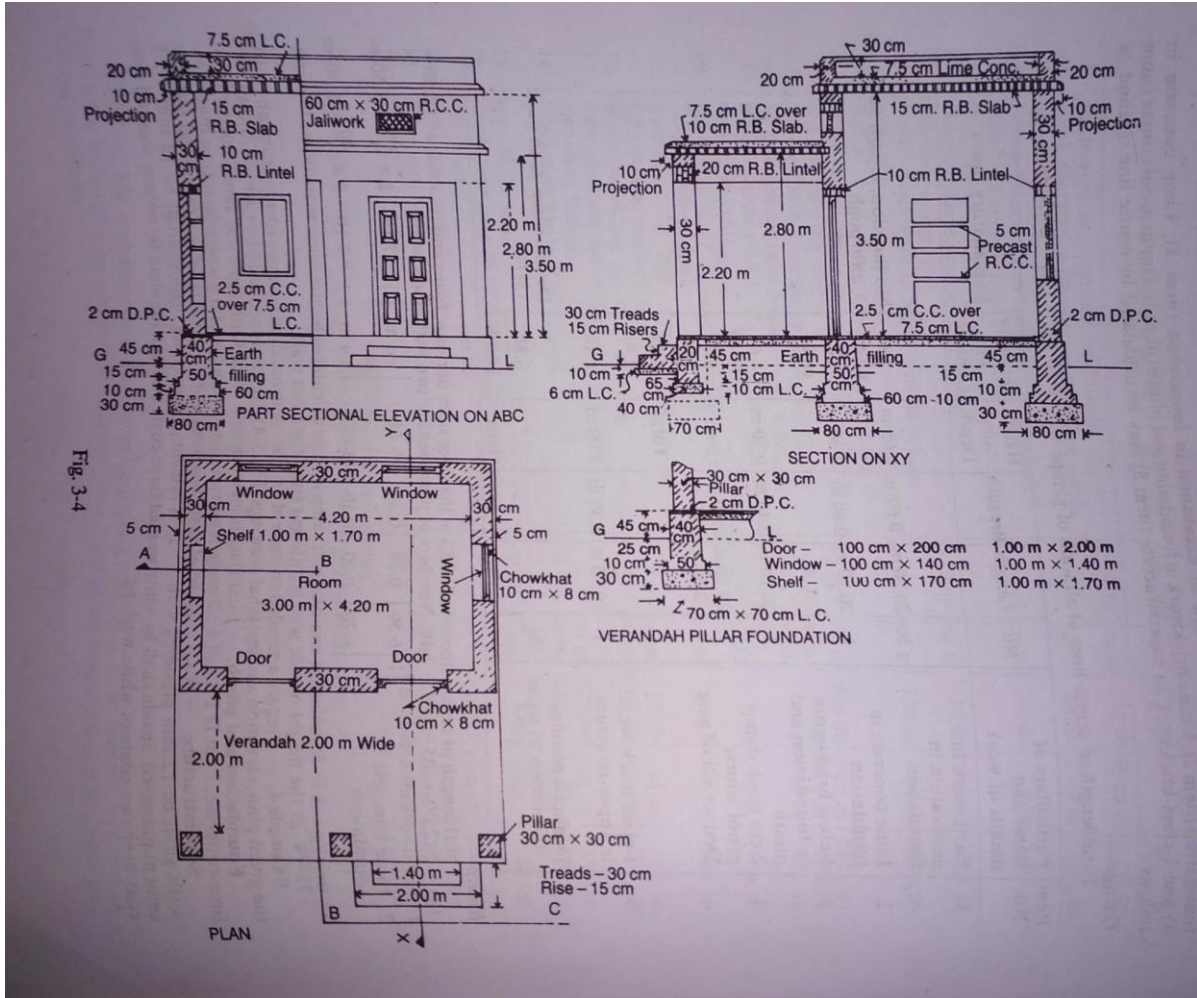 7.5 cm L.C.
30 cm
20 cm
10 cm
Projection
15 cm
R.B. Slab
60 cm × 30 cm R.C.C.
Jaliwork
30
cm
10 cm
R.B. Lintel
2.20 m
2.80 m
3.50 m
2.5 cm C.C.
over 7.5 cm
L.C.
2 cm D.P.C.
G
45 cm
15 cm
10 cm
30 cm
40
cm
50
Earth
filling
60 cm
80 cm
L
PART SECTIONAL ELEVATION ON ABC
30 cm
20 cm
7.5 cm Lime Conc.
20 cm
15 cm. R.B. Slab
10 cm
Projection
30 cm
7.5 cm L.C. over
10 cm R.B. Slab.
10 cm
Projection
20 cm R.B. Lintel
10 cm R.B. Lintel
30 cm
2.20 m
2.80 m
3.50 m
5 cm
Precast
R.C.C.
2.5 cm C.C. over
7.5 cm L.C.
2 cm D.P.C.
30 cm Treads
15 cm Risers
G
10 cm
6 cm L.C.
20
cm
65
cm
40 cm
45 cm
15 cm
10 cm L.C.
70 cm
Earth filling
40
cm
50
cm
60 cm
10 cm
80 cm
45 cm
15 cm
10 cm
30 cm
80 cm
L
SECTION ON XY
Fig. 3-4
Y
30 cm
Window Window
30 cm
30 cm
4.20 m
5 cm
5 cm
Shelf 1.00 m × 1.70 m
A
B
Room
3.00 m × 4.20 m
Window
Chowkhat
10 cm × 8 cm
Door Door
30 cm
Chowkhat
10 cm × 8 cm
Verandah 2.00 m Wide
2.00 m
Pillar
30 cm × 30 cm
1.40 m
2.00 m
Treads – 30 cm
Rise – 15 cm
B
C
X
PLAN
30 cm × 30 cm
Pillar
2 cm D.P.C.
G
45 cm
25 cm
10 cm
30 cm
40
cm
50
L
70 cm × 70 cm L. C.
VERANDAH PILLAR FOUNDATION
Door – 100 cm × 200 cm 1.00 m × 2.00 m
Window – 100 cm × 140 cm 1.00 m × 1.40 m
Shelf – 100 cm × 170 cm 1.00 m × 1.70 m